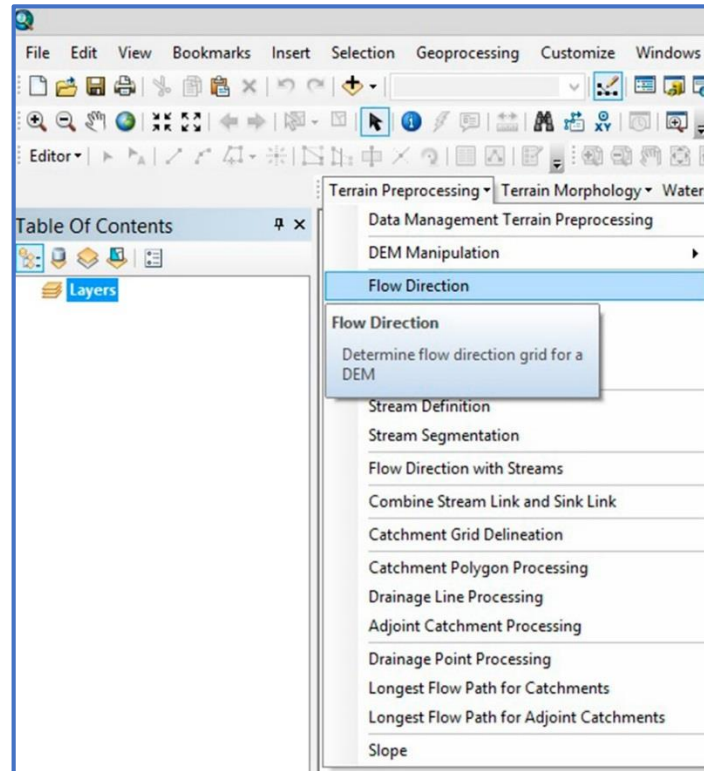 File Edit View Bookmarks Insert Selection Geoprocessing Customize Windows
Editor
Terrain Preprocessing Terrain Morphology Water
Table Of Contents
Data Management Terrain Preprocessing
DEM Manipulation
Layers
Flow Direction
Flow Direction
Determine flow direction grid for a
DEM
Stream Definition
Stream Segmentation
Flow Direction with Streams
Combine Stream Link and Sink Link
Catchment Grid Delineation
Catchment Polygon Processing
Drainage Line Processing
Adjoint Catchment Processing
Drainage Point Processing
Longest Flow Path for Catchments
Longest Flow Path for Adjoint Catchments
Slope